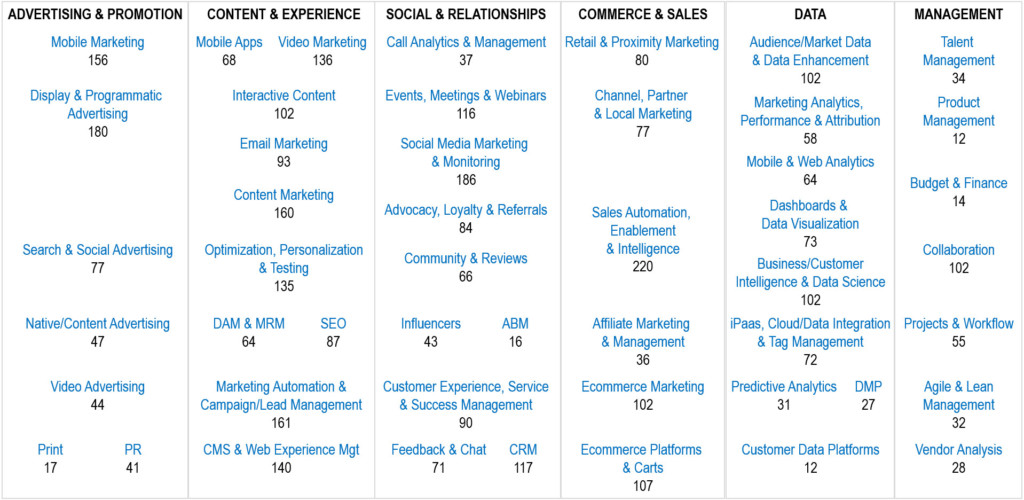 ADVERTISING & PROMOTION
Mobile Marketing
156
Display & Programmatic
Advertising
180
Search & Social Advertising
77
Native/Content Advertising
47
Video Advertising
44
Print PR
17 41
CONTENT & EXPERIENCE
Mobile Apps Video Marketing
68 136
Interactive Content
102
Email Marketing
93
Content Marketing
160
Optimization, Personalization
& Testing
135
DAM & MRM SEO
64 87
Marketing Automation &
Campaign/Lead Management
161
CMS & Web Experience Mgt
140
SOCIAL & RELATIONSHIPS
Call Analytics & Management
37
Events, Meetings & Webinars
116
Social Media Marketing
& Monitoring
186
Advocacy, Loyalty & Referrals
84
Community & Reviews
66
Influencers ABM
43 16
Customer Experience, Service
& Success Management
90
Feedback & Chat CRM
71 117
COMMERCE & SALES
Retail & Proximity Marketing
80
Channel, Partner
& Local Marketing
77
Sales Automation,
Enablement
& Intelligence
220
Affiliate Marketing
& Management
36
Ecommerce Marketing
102
Ecommerce Platforms
& Carts
107
DATA
Audience/Market Data
& Data Enhancement
102
Marketing Analytics,
Performance & Attribution
58
Mobile & Web Analytics
64
Dashboards &
Data Visualization
73
Business/Customer
Intelligence & Data Science
102
iPaas, Cloud/Data Integration
& Tag Management
72
Predictive Analytics DMP
31 27
Customer Data Platforms
12
MANAGEMENT
Talent
Management
34
Product
Management
12
Budget & Finance
14
Collaboration
102
Projects & Workflow
55
Agile & Lean
Management
32
Vendor Analysis
28